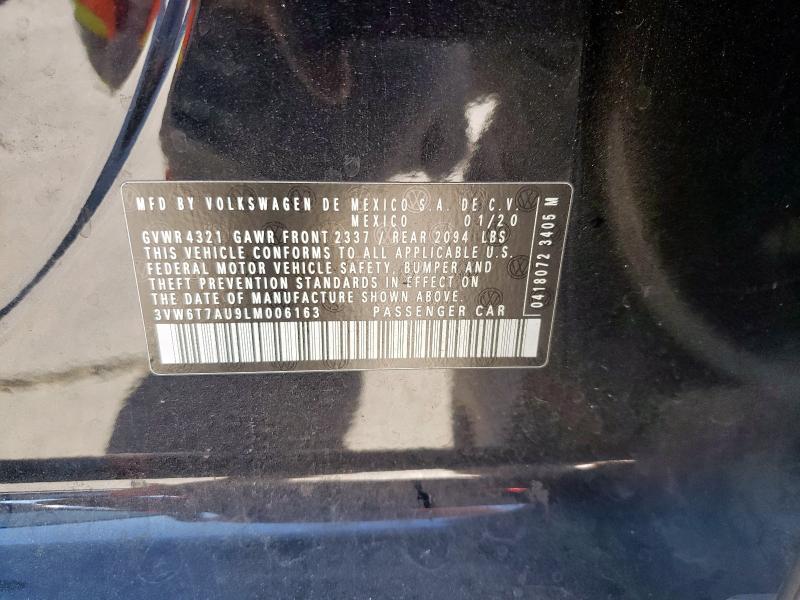 MFD BY VOLKSWAGEN DE MEXICO S.A. DE C.V.
MEXICO 01/20
GVWR 4321 GAWR FRONT 2337 / REAR 2094 LBS
THIS VEHICLE CONFORMS TO ALL APPLICABLE U.S.
FEDERAL MOTOR VEHICLE SAFETY, BUMPER AND
THEFT PREVENTION STANDARDS IN EFFECT ON
THE DATE OF MANUFACTURE SHOWN ABOVE.
3VW6T7AU9LM006163 PASSENGER CAR
0418072 3405 M